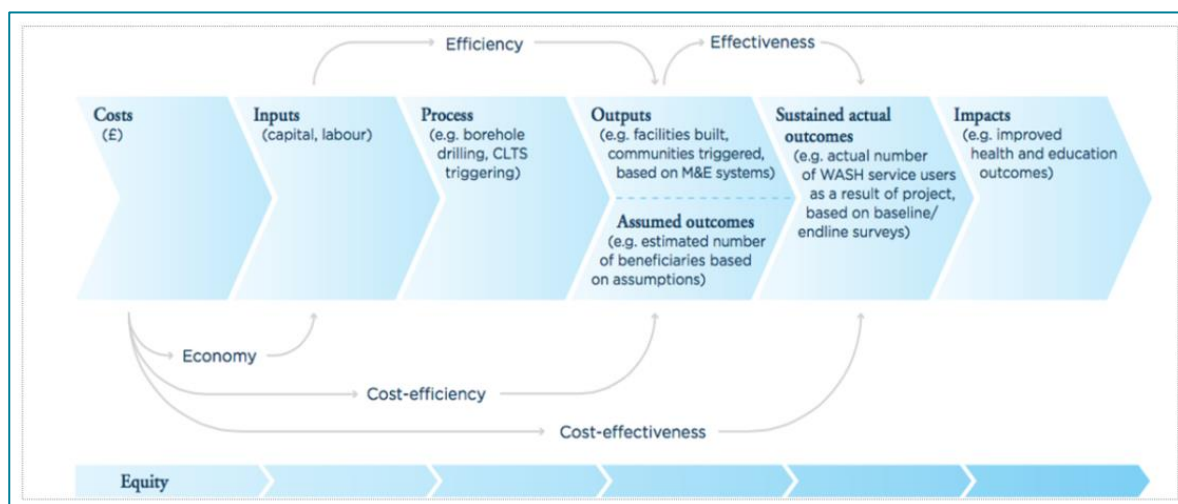 Efficiency
Effectiveness
Costs
(£)
Inputs
(capital, labour)
Process
(e.g. borehole
drilling, CLTS
triggering)
Outputs
(e.g. facilities built,
communities triggered,
based on M&E systems)
Assumed outcomes
(e.g. estimated number
of beneficiaries based
on assumptions)
Sustained actual
outcomes
(e.g. actual number
of WASH service users
as a result of project,
based on baseline/
endline surveys)
Impacts
(e.g. improved
health and education
outcomes)
Economy
Cost-efficiency
Cost-effectiveness
Equity